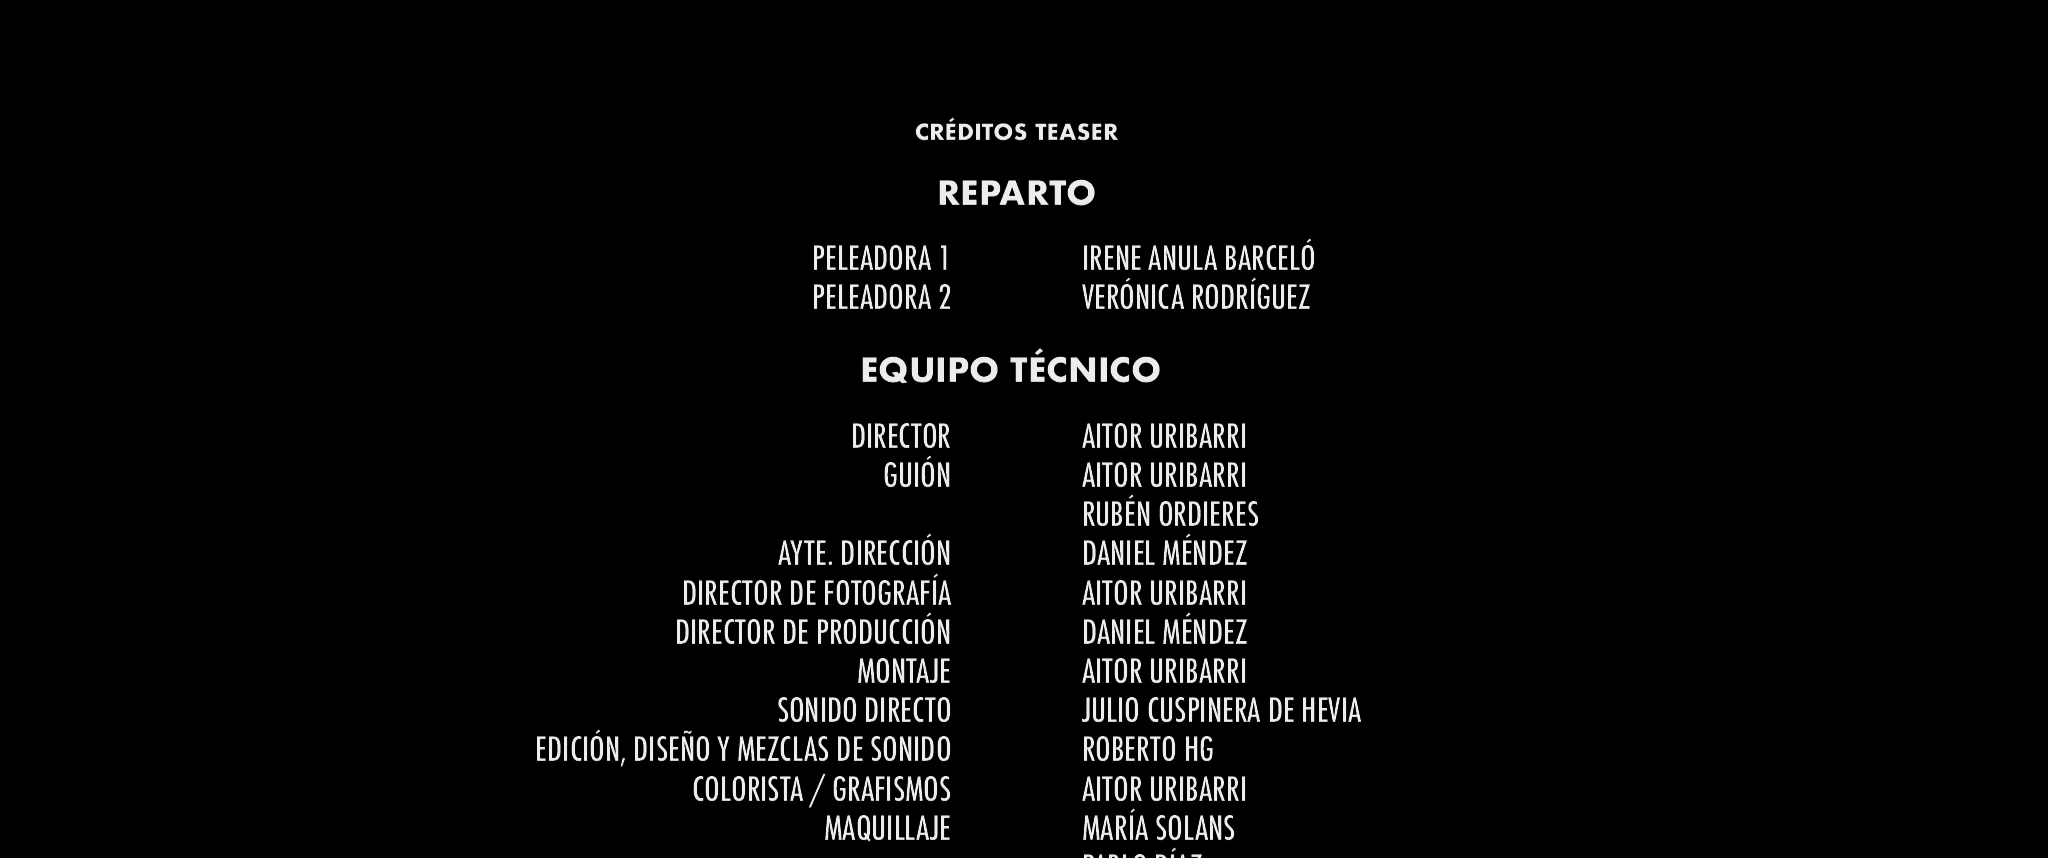 CRÉDITOS TEASER
REPARTO
PELEADORA 1 IRENE ANULA BARCELÓ
PELEADORA 2 VERÓNICA RODRÍGUEZ
EQUIPO TÉCNICO
DIRECTOR AITOR URIBARRI
GUIÓN AITOR URIBARRI
RUBÉN ORDIERES
AYTE. DIRECCIÓN DANIEL MÉNDEZ
DIRECTOR DE FOTOGRAFÍA AITOR URIBARRI
DIRECTOR DE PRODUCCIÓN DANIEL MÉNDEZ
MONTAJE AITOR URIBARRI
SONIDO DIRECTO JULIO CUSPINERA DE HEVIA
EDICIÓN, DISEÑO Y MEZCLAS DE SONIDO ROBERTO HG
COLORISTA / GRAFISMOS AITOR URIBARRI
MAQUILLAJE MARÍA SOLANS